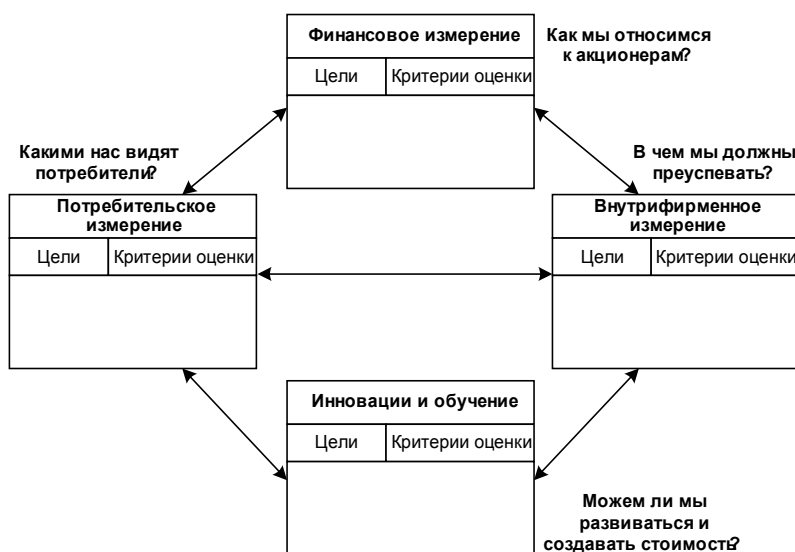 Финансовое измерение
Как мы относимся
к акционерам?
Цели
Критерии оценки
Какими нас видят
потребители?
В чем мы должны
преуспевать?
Потребительское
измерение
Цели
Критерии оценки
Внутрифирменное
измерение
Цели
Критерии оценки
Инновации и обучение
Цели
Критерии оценки
Можем ли мы
развиваться и
создавать стоимость?